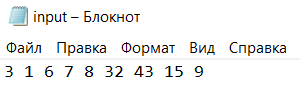 input – Блокнот
Файл Правка Формат Вид Справка
3 1 6 7 8 32 43 15 9